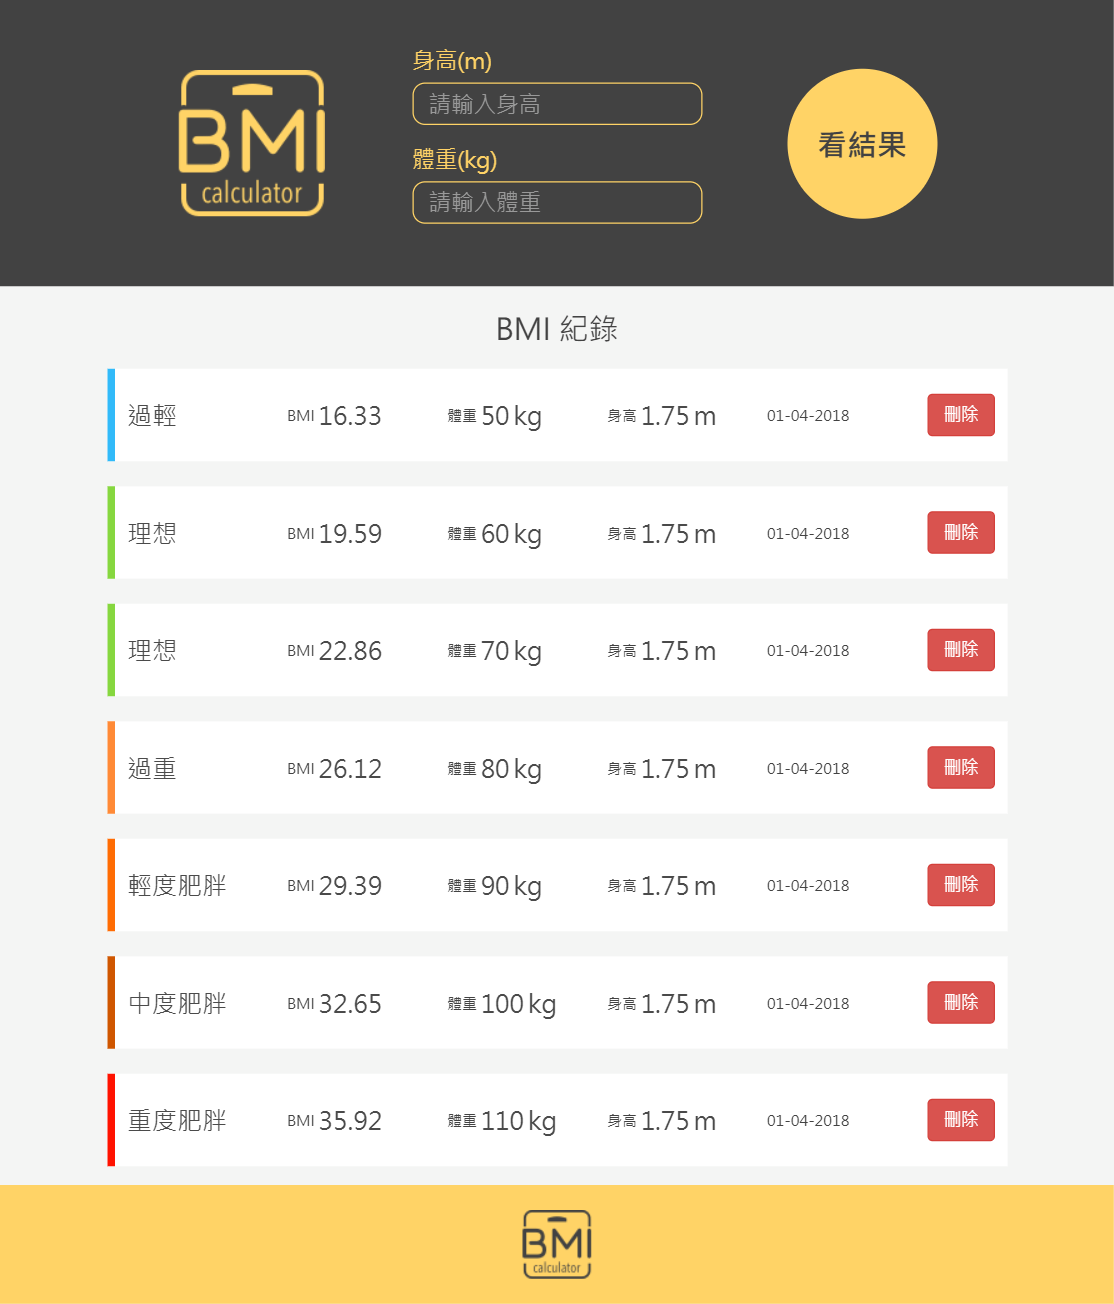 BMI
calculator
身高(m)
請輸入身高
體重(kg)
請輸入體重
看結果
BMI 紀錄
過輕 BMI 16.33 體重 50 kg 身高 1.75 m 01-04-2018 刪除
理想 BMI 19.59 體重 60 kg 身高 1.75 m 01-04-2018 刪除
理想 BMI 22.86 體重 70 kg 身高 1.75 m 01-04-2018 刪除
過重 BMI 26.12 體重 80 kg 身高 1.75 m 01-04-2018 刪除
輕度肥胖 BMI 29.39 體重 90 kg 身高 1.75 m 01-04-2018 刪除
中度肥胖 BMI 32.65 體重 100 kg 身高 1.75 m 01-04-2018 刪除
重度肥胖 BMI 35.92 體重 110 kg 身高 1.75 m 01-04-2018 刪除
BMI
calculator